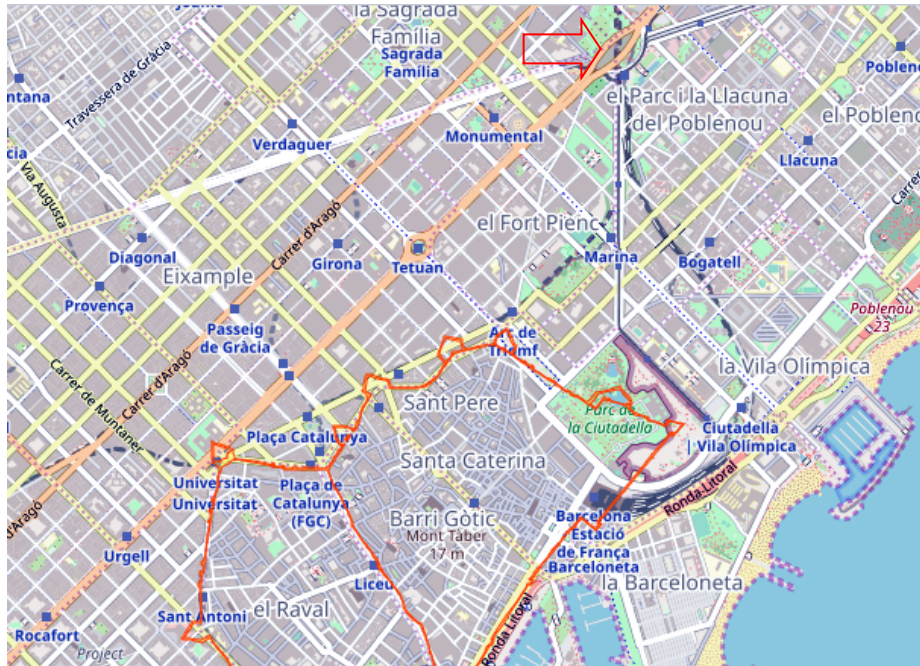 la Sagrada
Família
Sagrada
Família
Travessera de Gràcia
Poblenou
el Parc i la Llacuna
del Poblenou
el Poblenou
Verdaguer
Monumental
Llacuna
Via Augusta
Carrer d'Aragó
el Fort Pienc
Diagonal
Girona
Tetuan
Marina
Bogatell
Eixample
Provença
Passeig
de Gràcia
Poblenou
23
Arc de
Triomf
Carrer d'Aragó
Carrer de Muntaner
la Vila Olímpica
Sant Pere
Parc de
la Ciutadella
Ciutadella
| Vila Olímpica
Plaça Catalunya
Universitat
Universitat
Plaça de
Catalunya
(FGC)
Santa Caterina
Ronda Litoral
Barri Gòtic
Mont Tàber
17 m
Barcelona
Estació
de França
Barceloneta
Urgell
Liceu
la Barceloneta
Sant Antoni
el Raval
Rocafort
Ronda Litoral
Project